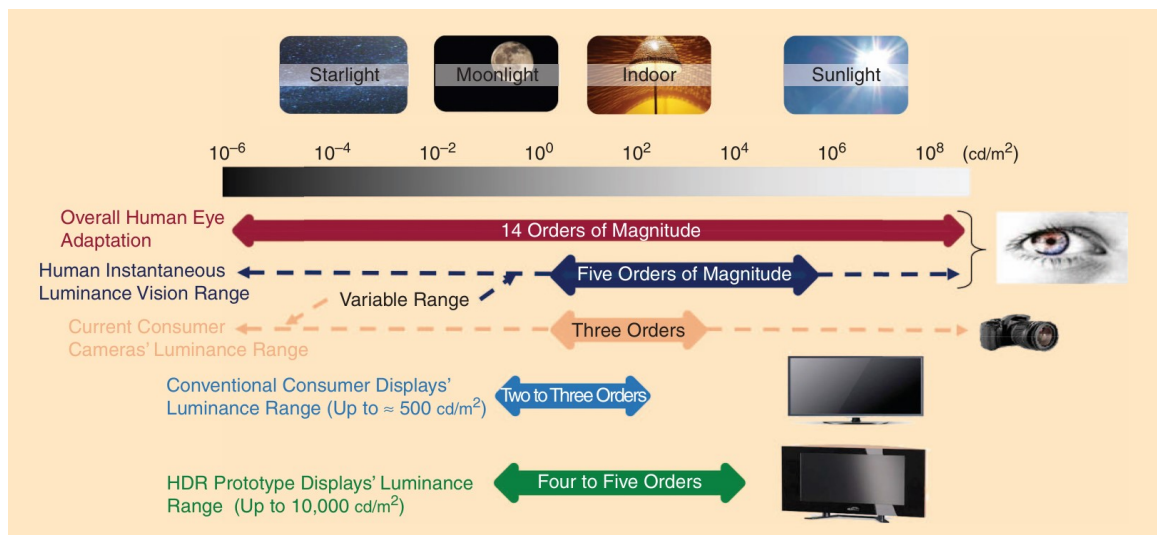 Starlight
Moonlight
Indoor
Sunlight
10⁻⁶ 10⁻⁴ 10⁻² 10⁰ 10² 10⁴ 10⁶ 10⁸ (cd/m²)
Overall Human Eye
Adaptation
14 Orders of Magnitude
Human Instantaneous
Luminance Vision Range
Five Orders of Magnitude
Variable Range
Current Consumer
Cameras’ Luminance Range
Three Orders
Conventional Consumer Displays’
Luminance Range (Up to ≈ 500 cd/m²)
Two to Three Orders
HDR Prototype Displays’ Luminance
Range (Up to 10,000 cd/m²)
Four to Five Orders